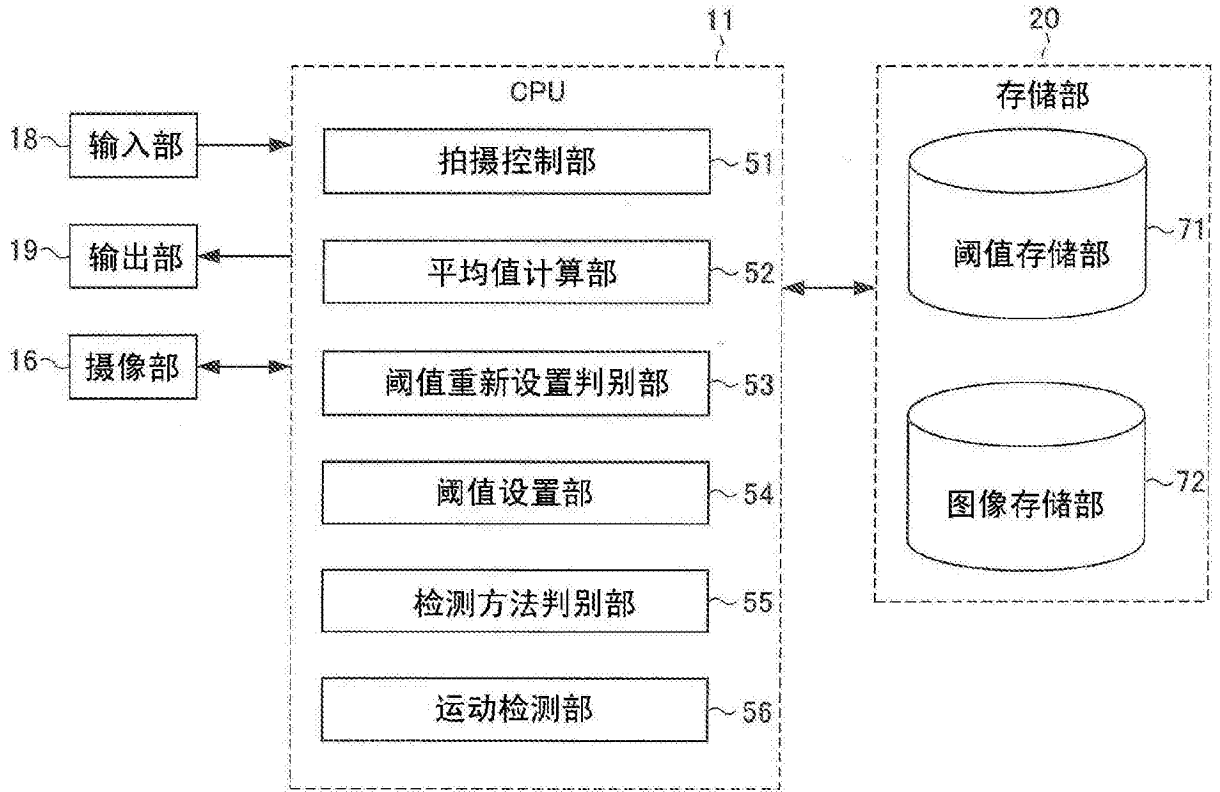 11
20
CPU
存储部
18
输入部
拍摄控制部
51
19
输出部
平均值计算部
52
阈值存储部
71
16
摄像部
阈值重新设置判别部
53
阈值设置部
54
图像存储部
72
检测方法判别部
55
运动检测部
56